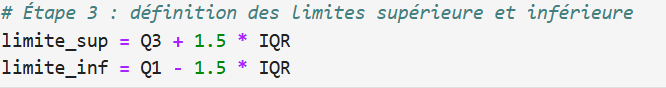 # Étape 3 : définition des limites supérieure et inférieure
limite_sup = Q3 + 1.5 * IQR
limite_inf = Q1 - 1.5 * IQR